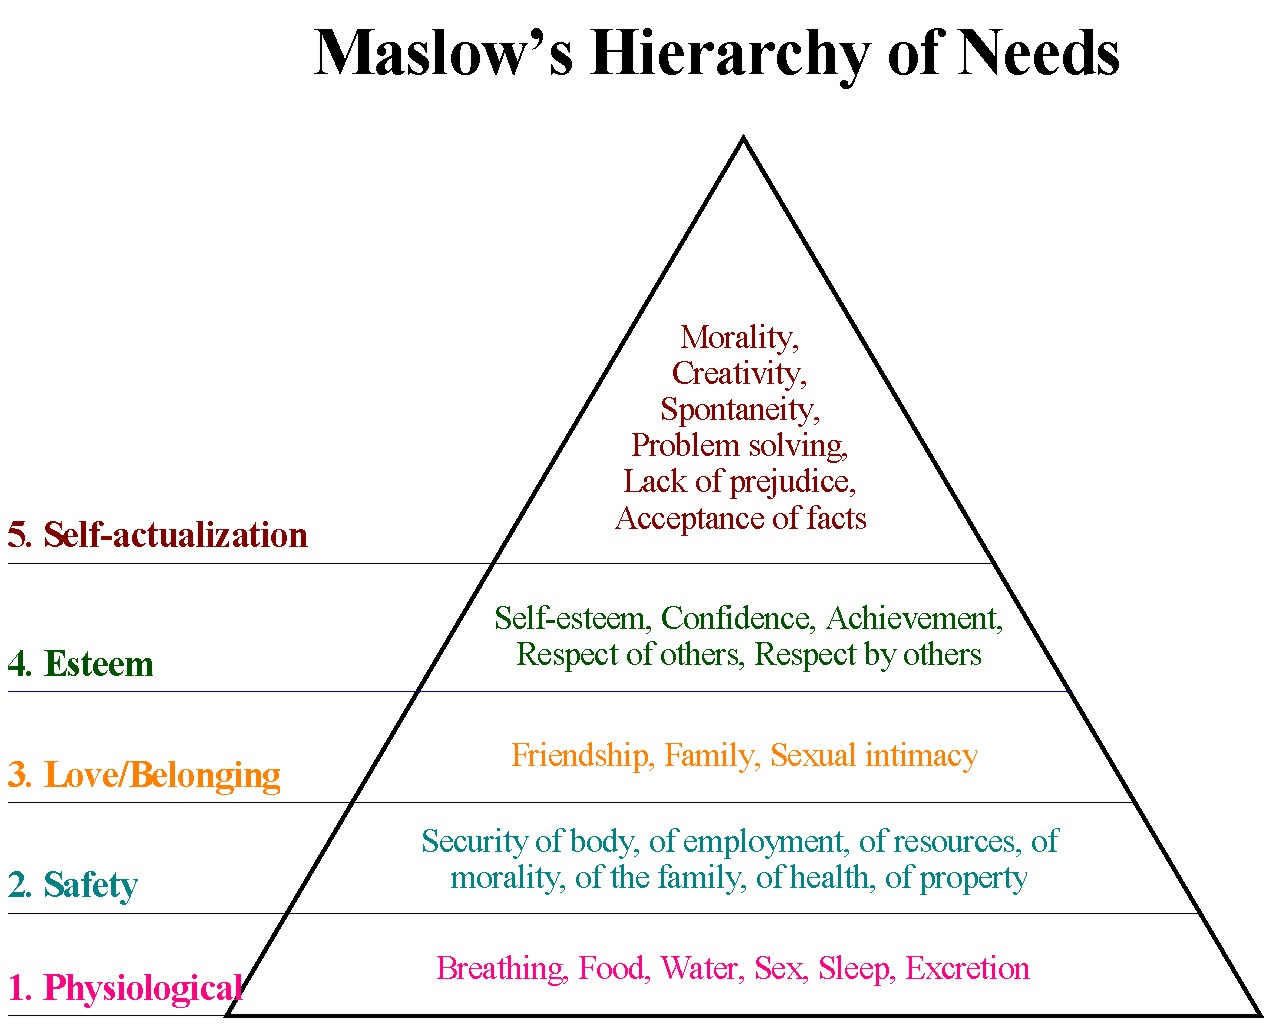 Maslow’s Hierarchy of Needs
Morality,
Creativity,
Spontaneity,
Problem solving,
Lack of prejudice,
Acceptance of facts
5. Self-actualization
Self-esteem, Confidence, Achievement,
Respect of others, Respect by others
4. Esteem
Friendship, Family, Sexual intimacy
3. Love/Belonging
Security of body, of employment, of resources, of
morality, of the family, of health, of property
2. Safety
Breathing, Food, Water, Sex, Sleep, Excretion
1. Physiological